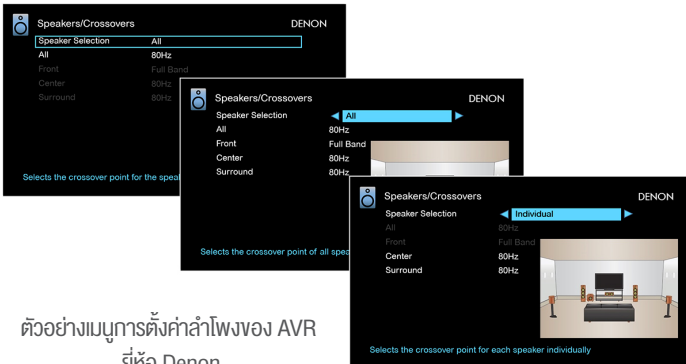 Speakers/Crossovers DENON
Speaker Selection All
All 80Hz
Front Full Band
Center 80Hz
Surround 80Hz
Selects the crossover point for the speak
Speakers/Crossovers DENON
Speaker Selection All
All 80Hz
Front Full Band
Center 80Hz
Surround 80Hz
Selects the crossover point of all spea
Speakers/Crossovers DENON
Speaker Selection Individual
All 80Hz
Front Full Band
Center 80Hz
Surround 80Hz
Selects the crossover point for each speaker individually
ตัวอย่างเมนูการตั้งค่าลำโพงของ AVR
ยี่ห้อ Denon